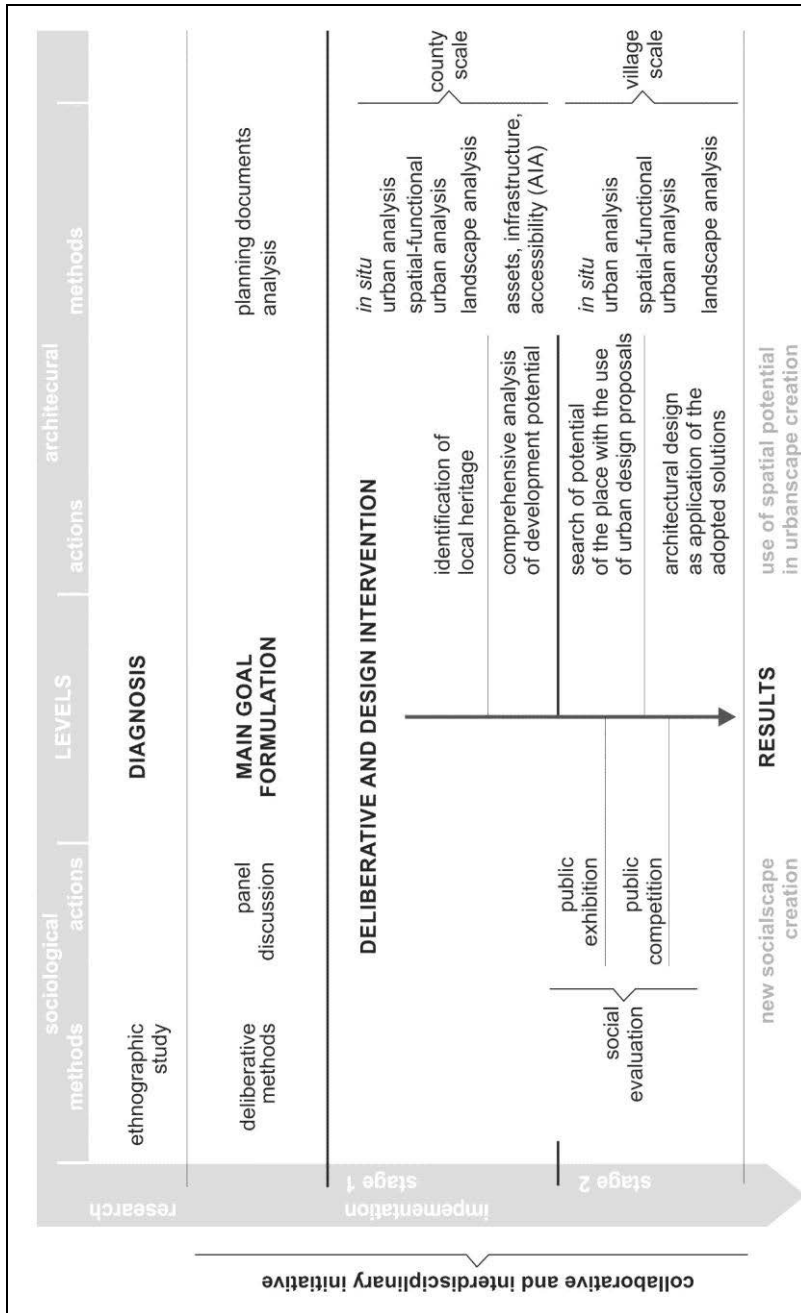 sociological
architectural
methods
actions
LEVELS
actions
methods
research
impementation
stage 1
stage 2
collaborative and interdisciplinary initiative
ethnographic
study
DIAGNOSIS
deliberative
methods
panel
discussion
MAIN GOAL
FORMULATION
planning documents
analysis
DELIBERATIVE AND DESIGN INTERVENTION
identification of
local heritage
in situ
urban analysis
spatial-functional
urban analysis
landscape analysis
county
scale
comprehensive analysis
of development potential
assets, infrastructure,
accessibility (AIA)
social
evaluation
public
exhibition
public
competition
search of potential
of the place with the use
of urban design proposals
architectural design
as application of the
adopted solutions
in situ
urban analysis
spatial-functional
urban analysis
landscape analysis
village
scale
new socialscape
creation
RESULTS
use of spatial potential
in urbanscape creation